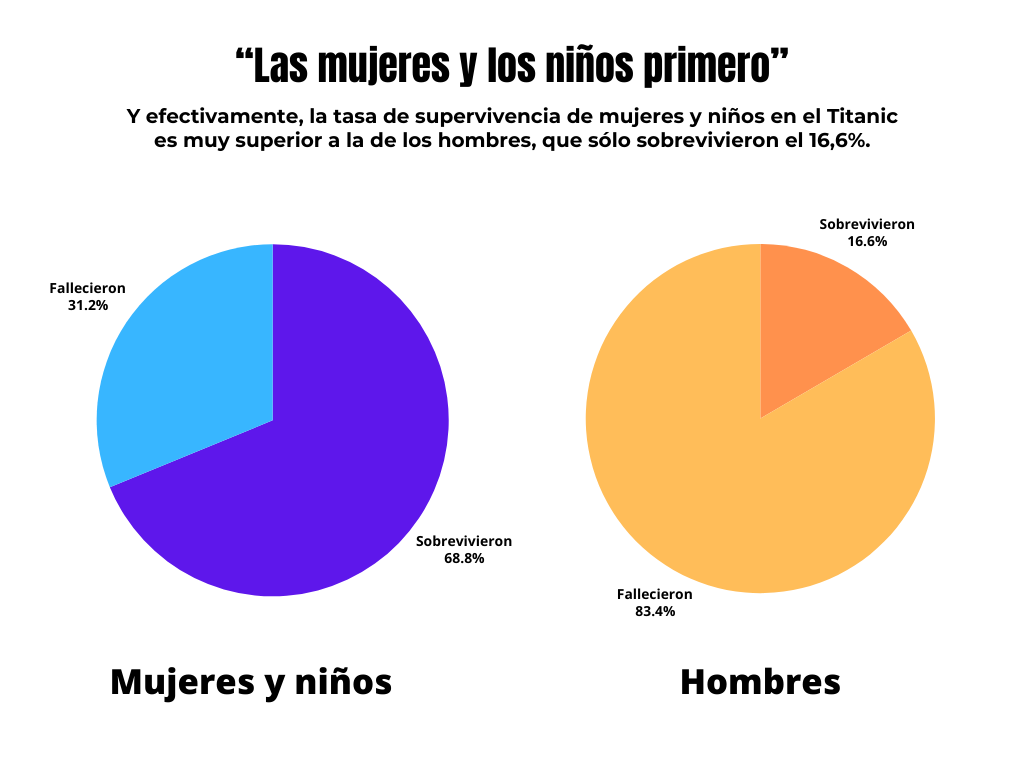 “Las mujeres y los niños primero”
Y efectivamente, la tasa de supervivencia de mujeres y niños en el Titanic
es muy superior a la de los hombres, que sólo sobrevivieron el 16,6%.
Fallecieron
31.2%
Sobrevivieron
68.8%
Mujeres y niños
Sobrevivieron
16.6%
Fallecieron
83.4%
Hombres